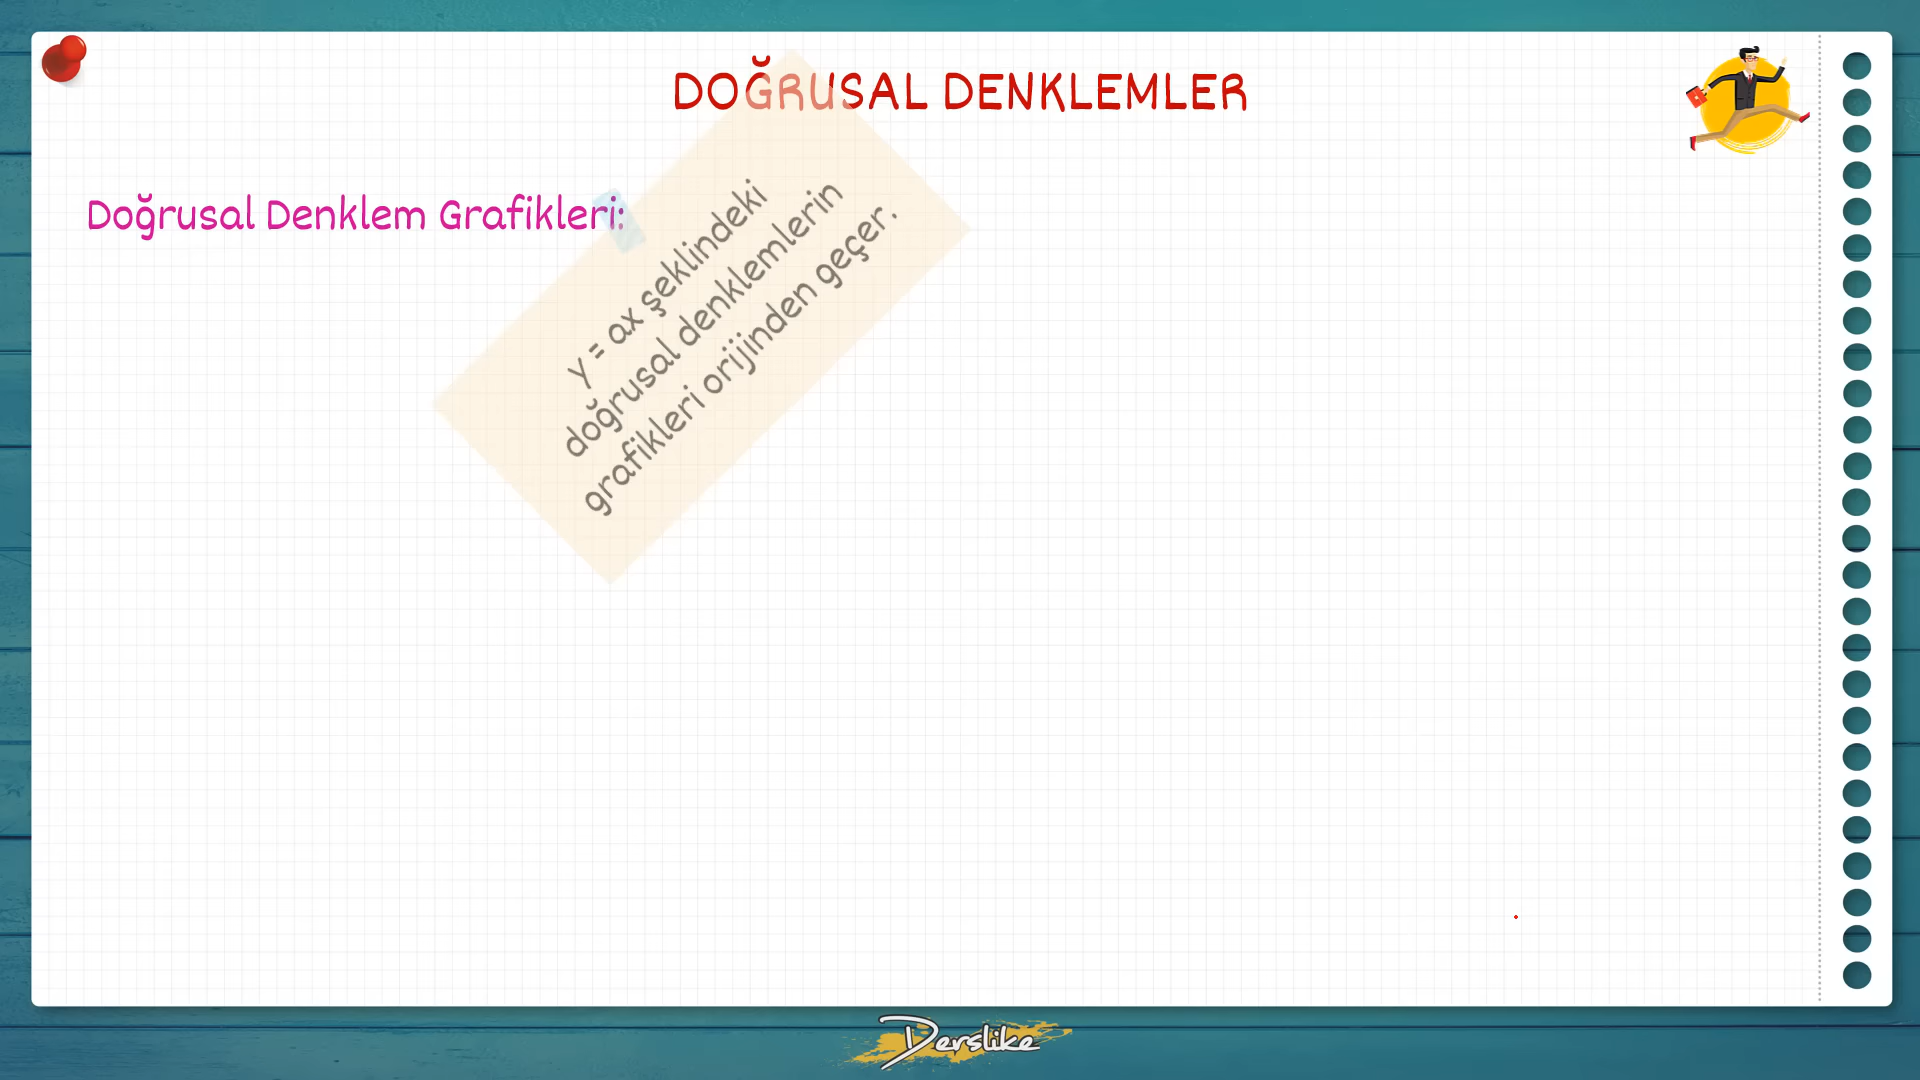 DOĞRUSAL DENKLEMLER
Doğrusal Denklem Grafikleri:
y = ax şeklindeki
doğrusal denklemlerin
grafikleri orijinden geçer.
Derslike